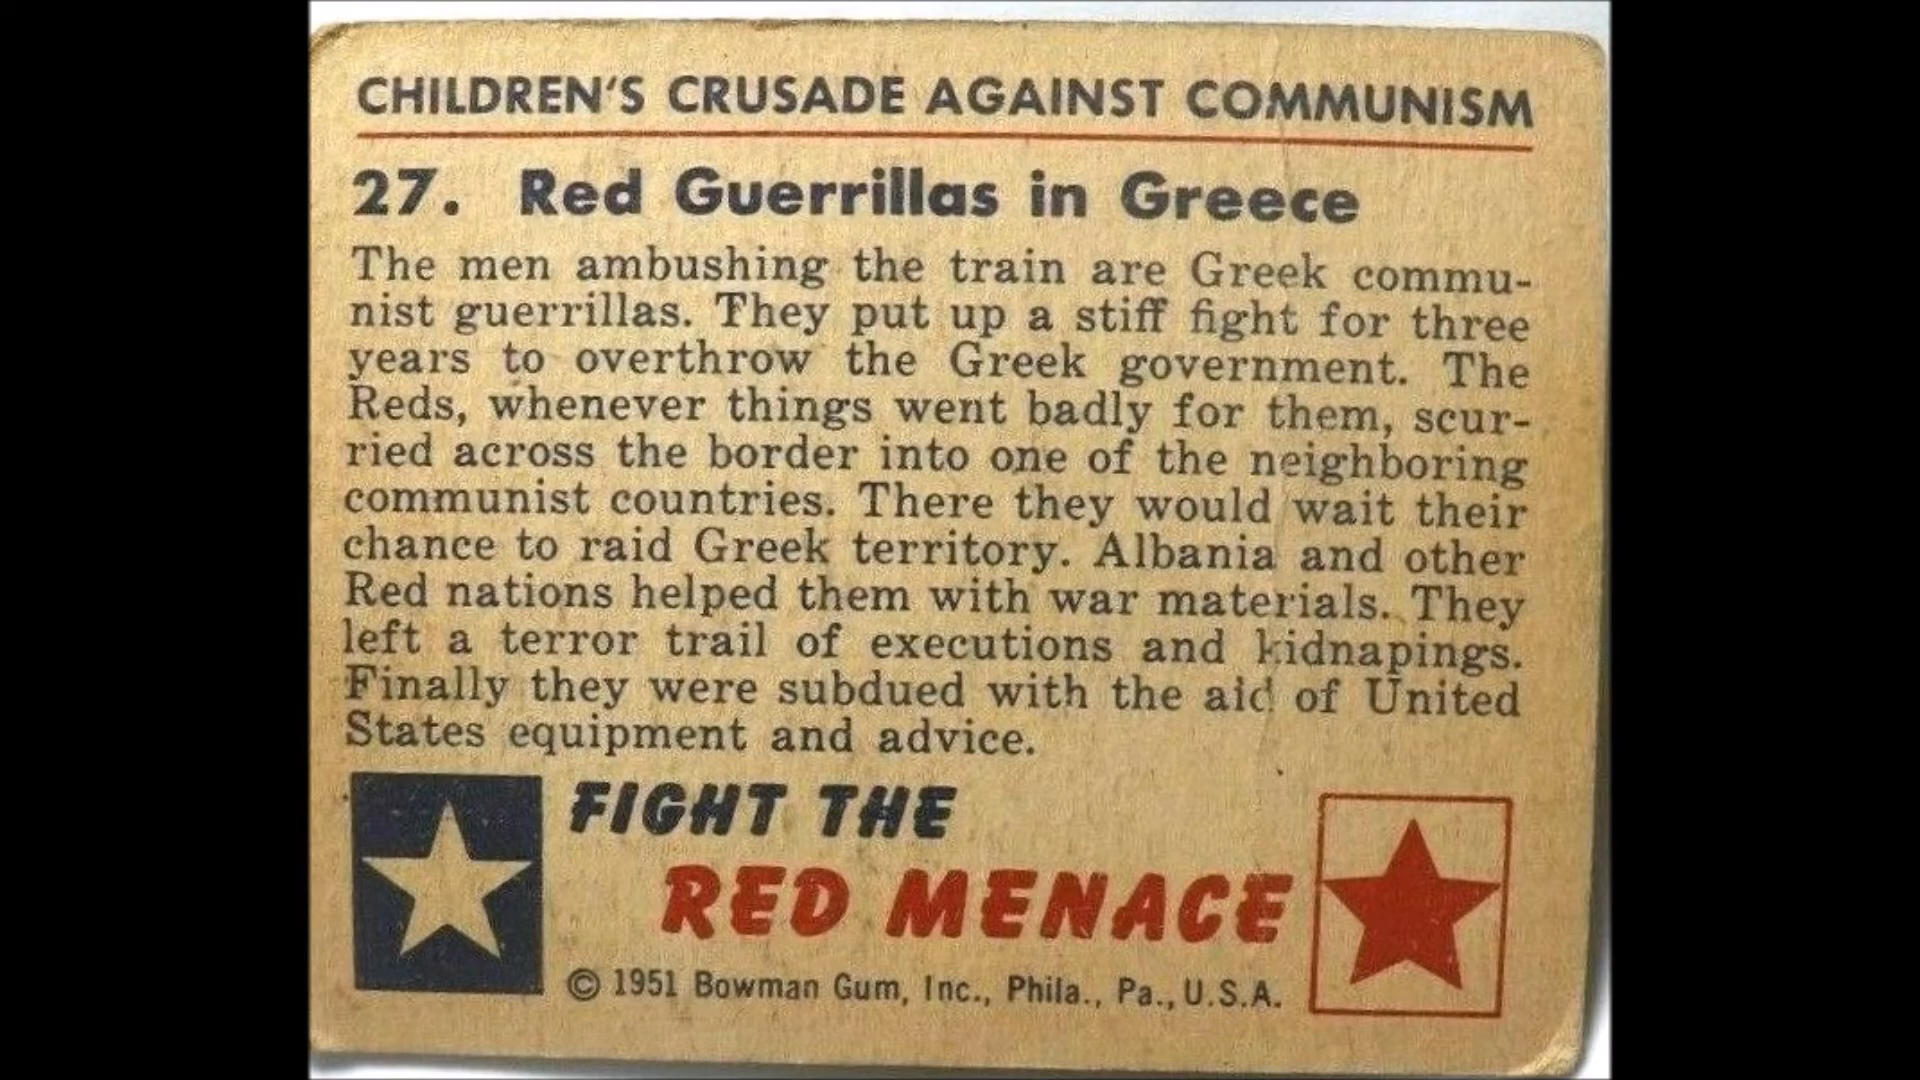 CHILDREN'S CRUSADE AGAINST COMMUNISM
27. Red Guerrillas in Greece
The men ambushing the train are Greek commu-
nist guerrillas. They put up a stiff fight for three
years to overthrow the Greek government. The
Reds, whenever things went badly for them, scur-
ried across the border into one of the neighboring
communist countries. There they would wait their
chance to raid Greek territory. Albania and other
Red nations helped them with war materials. They
left a terror trail of executions and kidnapings.
Finally they were subdued with the aid of United
States equipment and advice.
FIGHT THE
RED MENACE
© 1951 Bowman Gum, Inc., Phila., Pa., U.S.A.